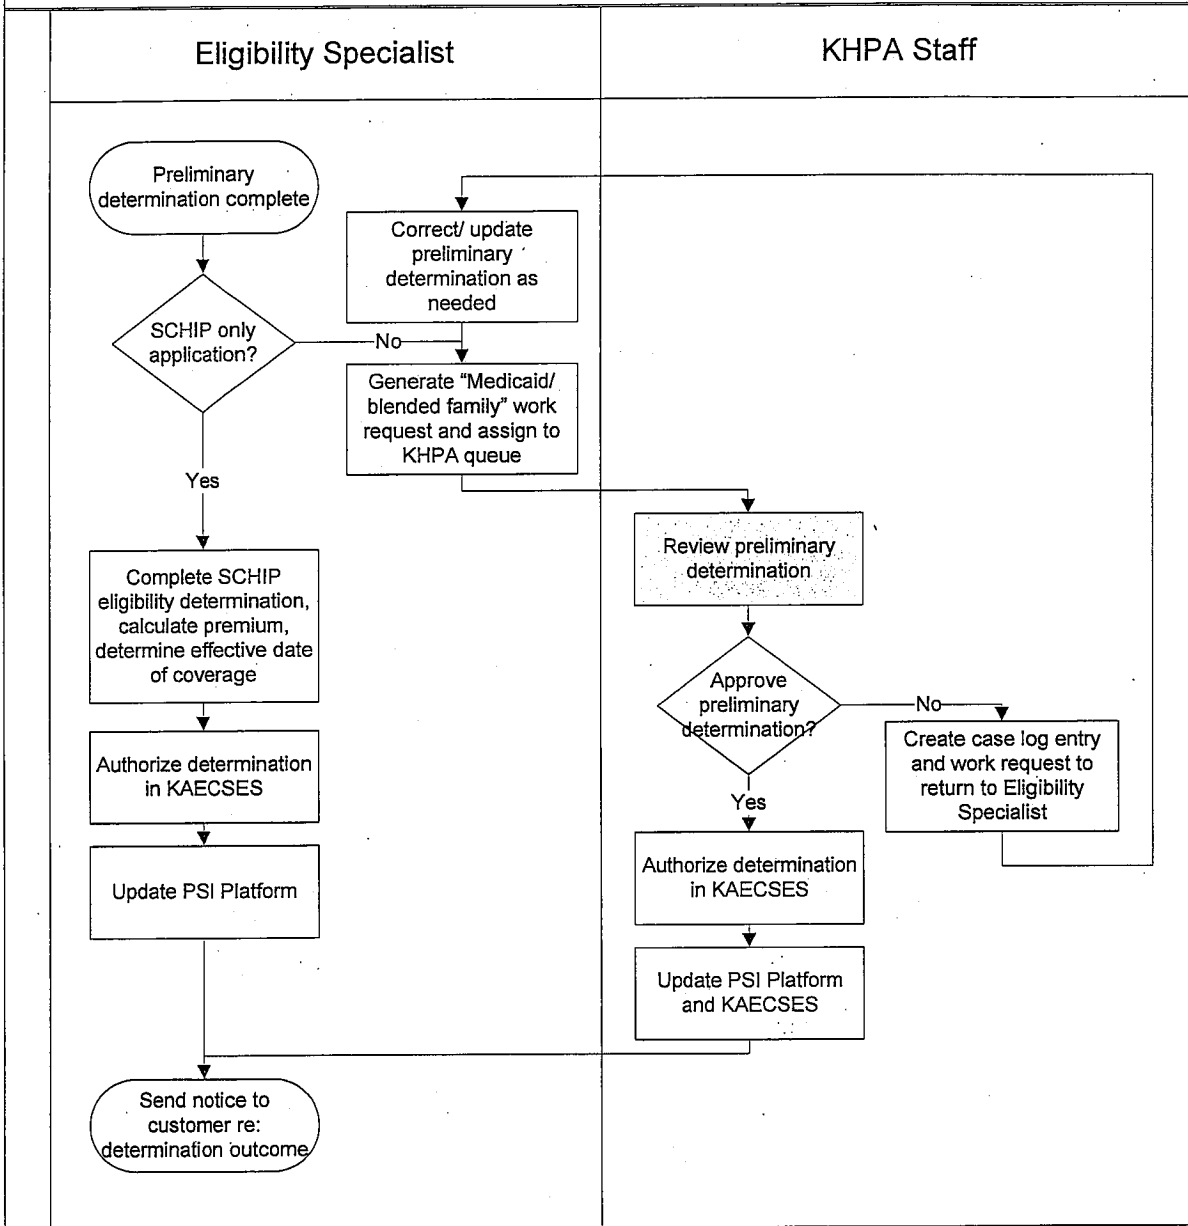 Eligibility Specialist
KHPA Staff
Preliminary
determination complete
Correct/ update
preliminary
determination as
needed
SCHIP only
application?
No
Generate “Medicaid/
blended family” work
request and assign to
KHPA queue
Yes
Review preliminary
determination
Complete SCHIP
eligibility determination,
calculate premium,
determine effective date
of coverage
Approve
preliminary
determination?
No
Create case log entry
and work request to
return to Eligibility
Specialist
Authorize determination
in KAECSES
Yes
Authorize determination
in KAECSES
Update PSI Platform
Update PSI Platform
and KAECSES
Send notice to
customer re:
determination outcome